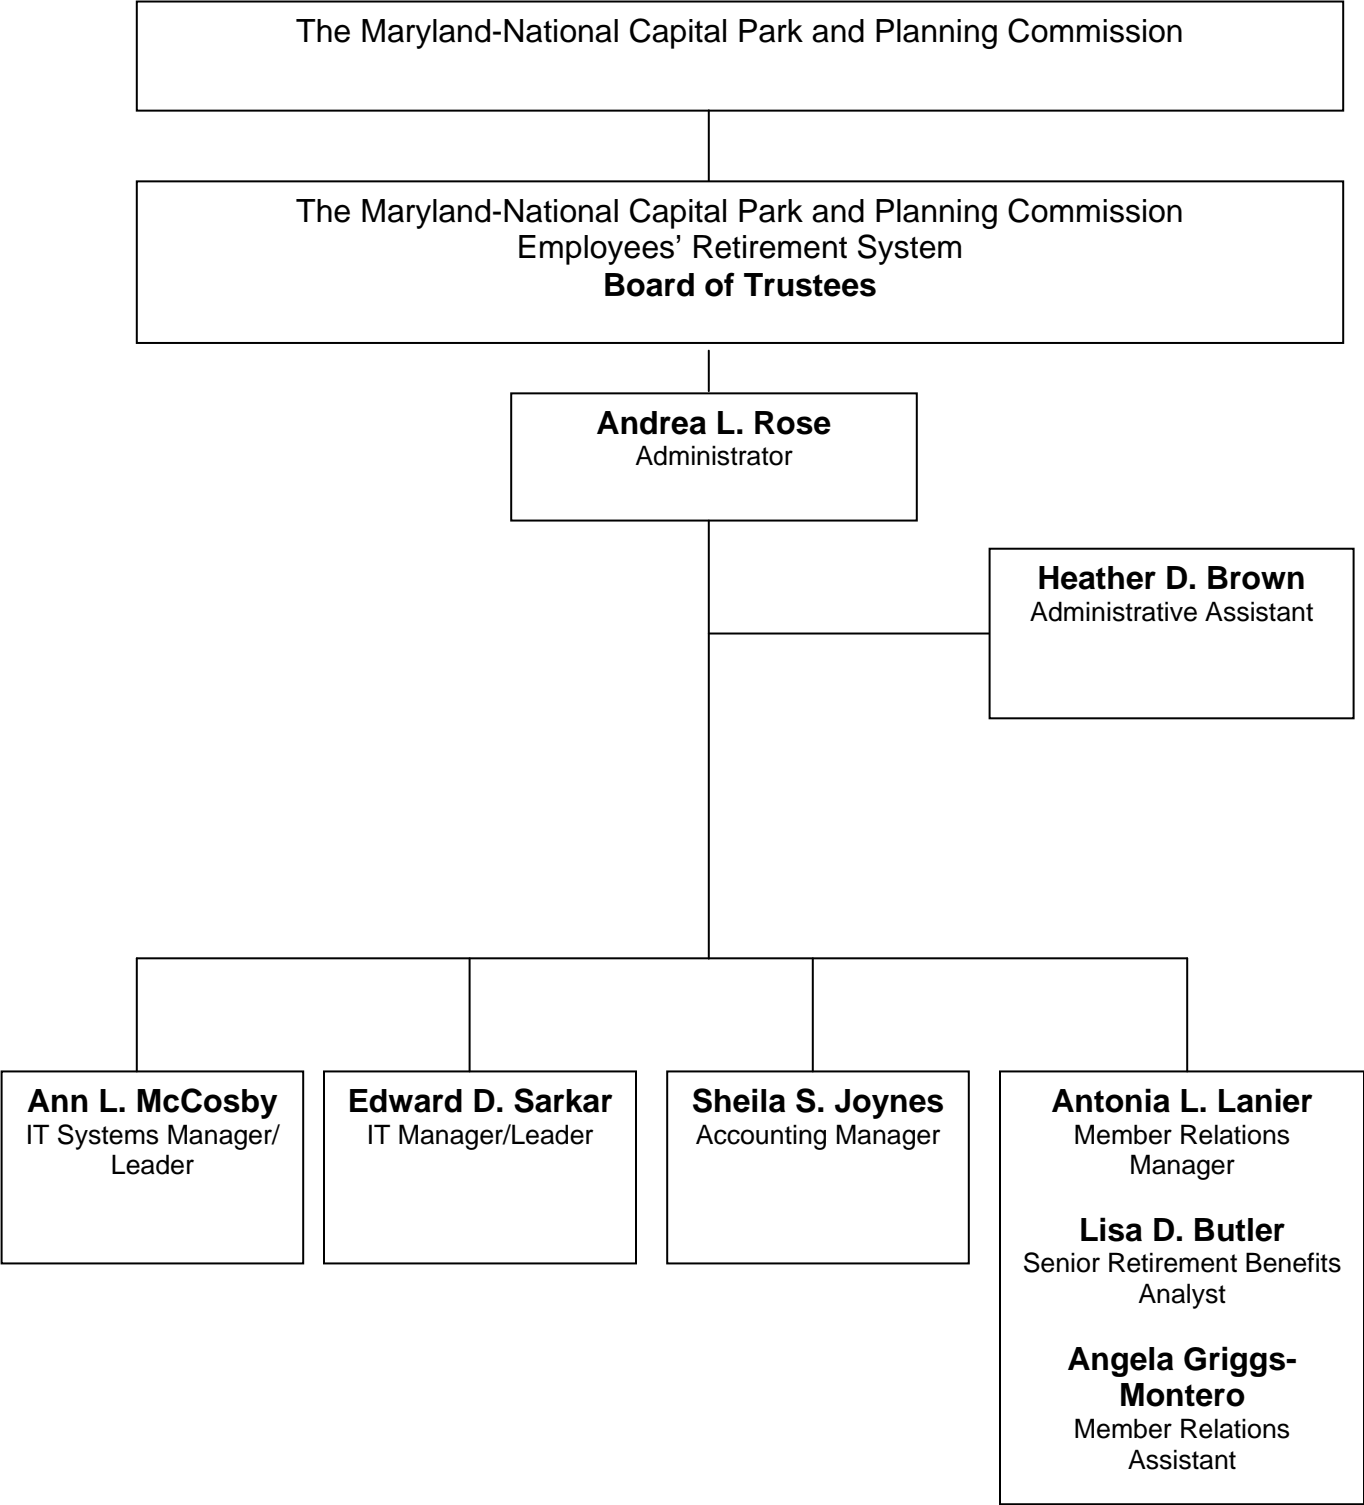 The Maryland-National Capital Park and Planning Commission
The Maryland-National Capital Park and Planning Commission
Employees’ Retirement System
Board of Trustees
Andrea L. Rose
Administrator
Heather D. Brown
Administrative Assistant
Ann L. McCosby
IT Systems Manager/
Leader
Edward D. Sarkar
IT Manager/Leader
Sheila S. Joynes
Accounting Manager
Antonia L. Lanier
Member Relations
Manager
Lisa D. Butler
Senior Retirement Benefits
Analyst
Angela Griggs-
Montero
Member Relations
Assistant